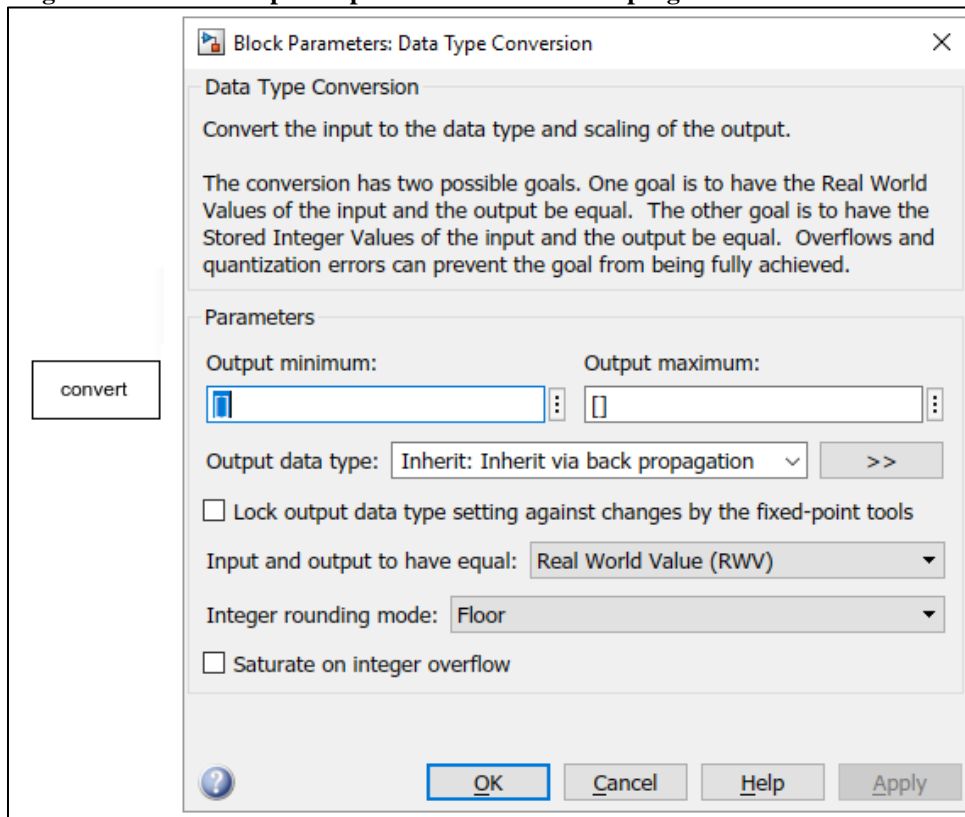 Block Parameters: Data Type Conversion
Data Type Conversion
Convert the input to the data type and scaling of the output.
The conversion has two possible goals. One goal is to have the Real World
Values of the input and the output be equal.  The other goal is to have the
Stored Integer Values of the input and the output be equal.  Overflows and
quantization errors can prevent the goal from being fully achieved.
Parameters
Output minimum: Output maximum:
convert
[] []
Output data type: Inherit: Inherit via back propagation >>
Lock output data type setting against changes by the fixed-point tools
Input and output to have equal: Real World Value (RWV)
Integer rounding mode: Floor
Saturate on integer overflow
? OK Cancel Help Apply